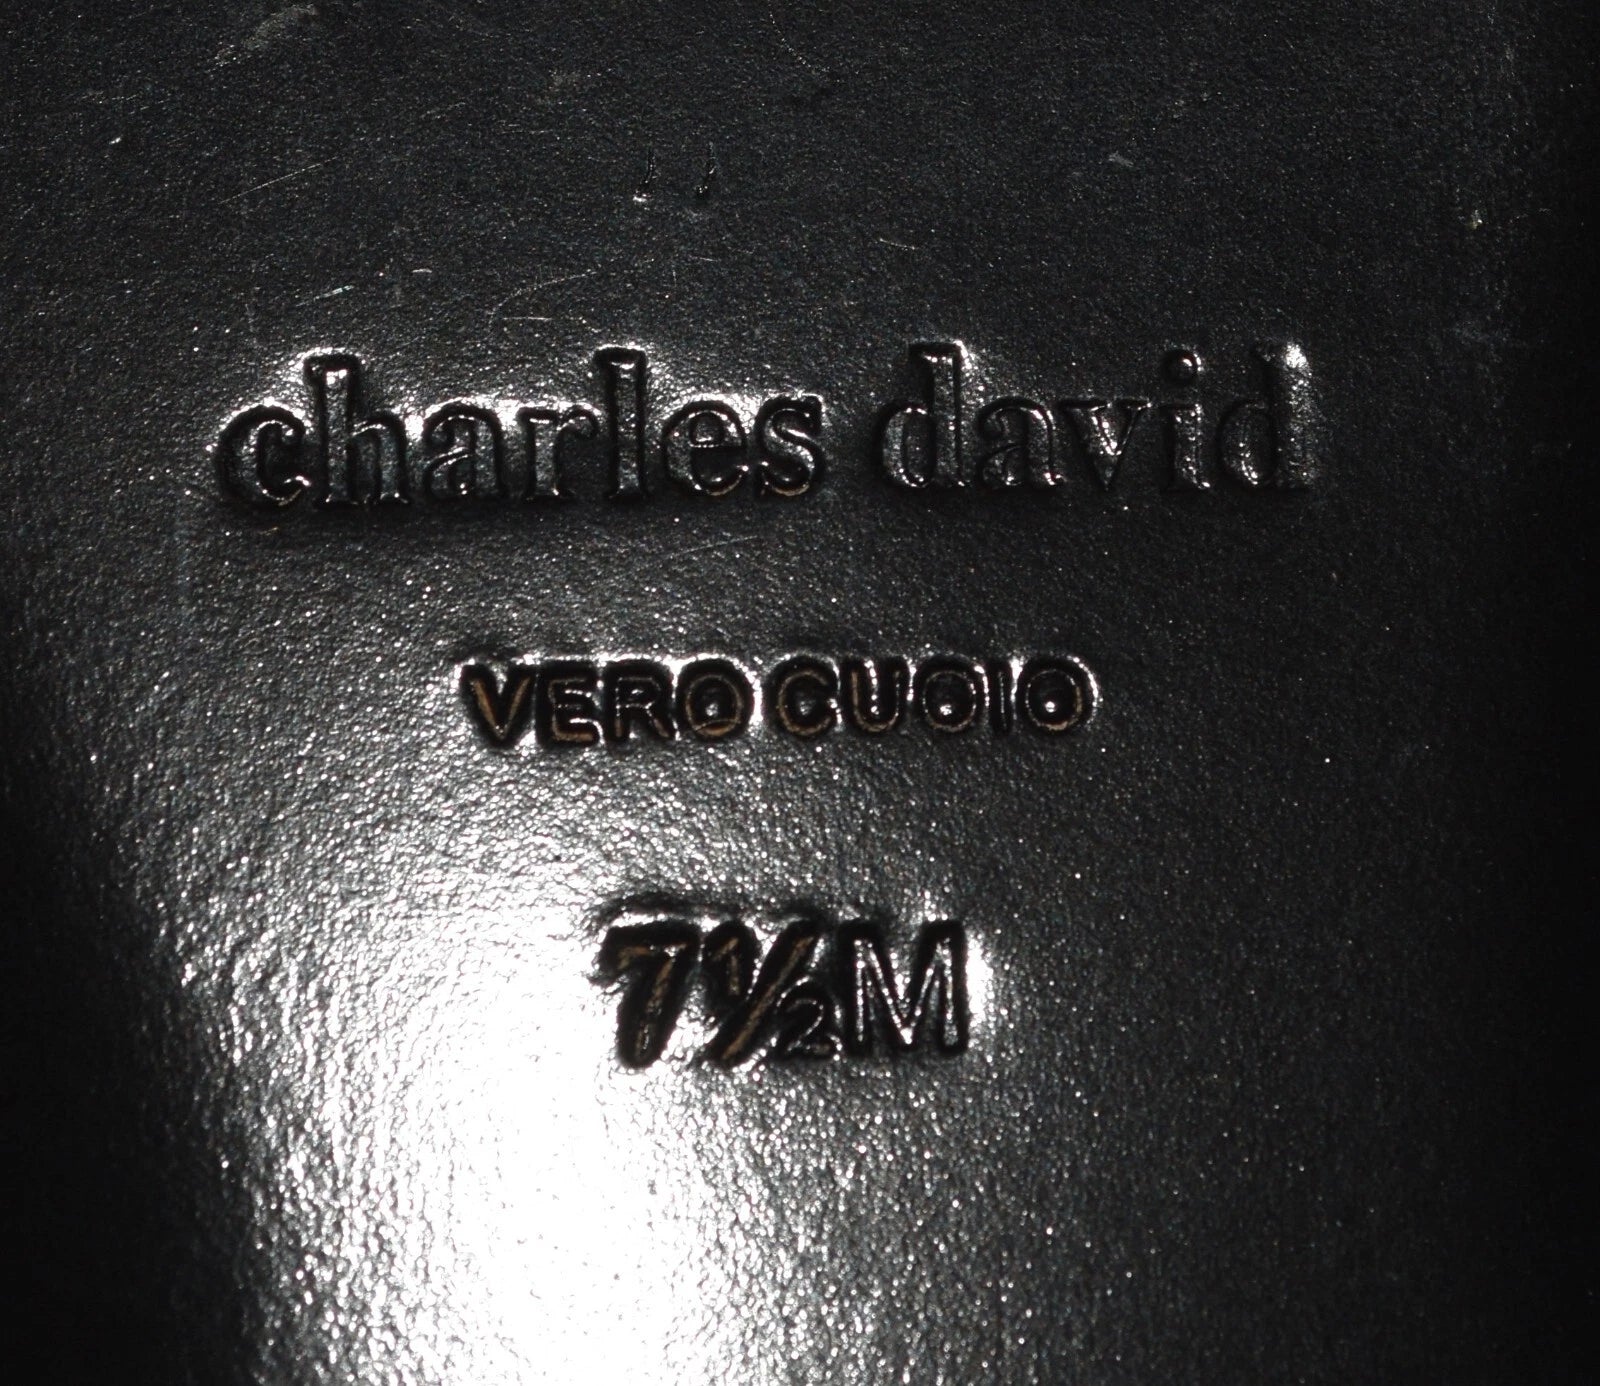 charles david
VERO CUOIO
7½M